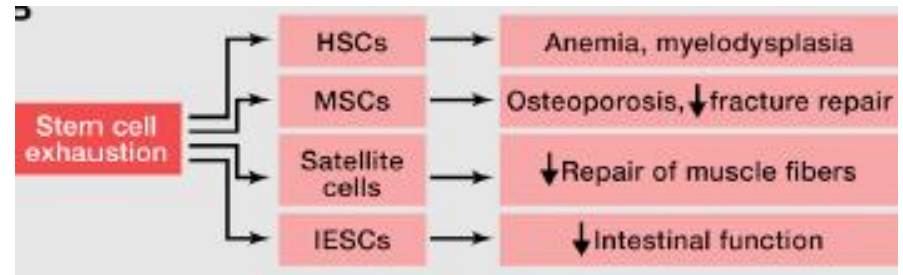 B
Stem cell
exhaustion
HSCs
Anemia, myelodysplasia
MSCs
Osteoporosis, ↓fracture repair
Satellite
cells
↓Repair of muscle fibers
IESCs
↓Intestinal function